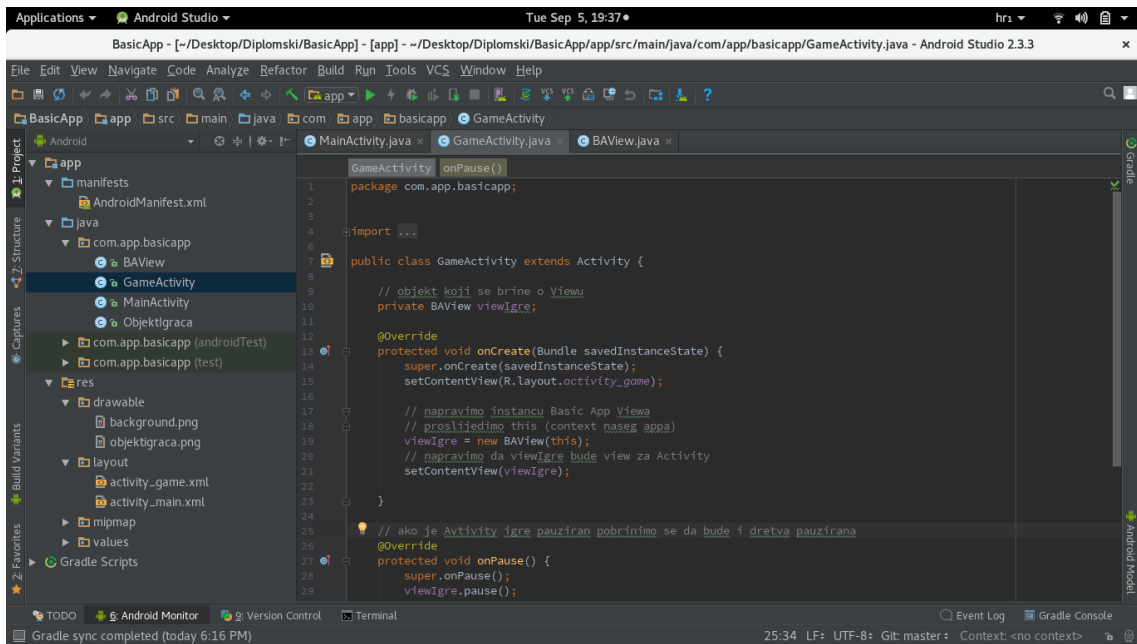 Applications Android Studio Tue Sep 5, 19:37 hr1
BasicApp - [~/Desktop/Diplomski/BasicApp] - [app] - ~/Desktop/Diplomski/BasicApp/app/src/main/java/com/app/basicapp/GameActivity.java - Android Studio 2.3.3
File Edit View Navigate Code Analyze Refactor Build Run Tools VCS Window Help
app VCS VCS ?
BasicApp app src main java com app basicapp GameActivity
1: Project
7: Structure
Captures
Build Variants
2: Favorites
Android
app
manifests
AndroidManifest.xml
java
com.app.basicapp
BAView
GameActivity
MainActivity
ObjektIgraca
com.app.basicapp (androidTest)
com.app.basicapp (test)
res
drawable
background.png
objektigraca.png
layout
activity_game.xml
activity_main.xml
mipmap
values
Gradle Scripts
MainActivity.java GameActivity.java BAView.java
GameActivity onPause()
1 package com.app.basicapp;
2
3
4 import ...
6
7 public class GameActivity extends Activity {
8
9 // objekt koji se brine o Viewu
10 private BAView viewIgre;
11
12 @Override
13 protected void onCreate(Bundle savedInstanceState) {
14 super.onCreate(savedInstanceState);
15 setContentView(R.layout.activity_game);
16
17 // napravimo instancu Basic App Viewa
18 // proslijedimo this (context naseg appa)
19 viewIgre = new BAView(this);
20 // napravimo da viewIgre bude view za Activity
21 setContentView(viewIgre);
22
23 }
24
25 // ako je Avtivity igre pauziran pobrinimo se da bude i dretva pauzirana
26 @Override
27 protected void onPause() {
28 super.onPause();
29 viewIgre.pause();
Gradle
Android Model
TODO 6: Android Monitor 9: Version Control Terminal Event Log Gradle Console
Gradle sync completed (today 6:16 PM) 25:34 LF UTF-8 Git: master Context: <no context>